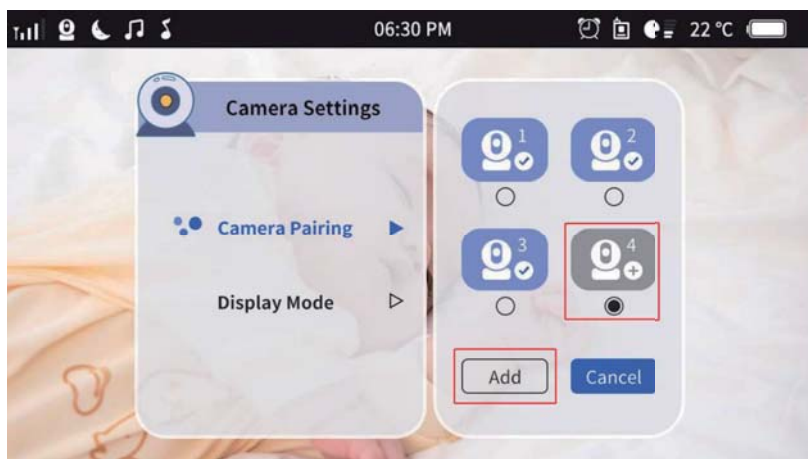 06:30 PM
22 ℃
Camera Settings
Camera Pairing
Display Mode
1
2
3
4
Add
Cancel